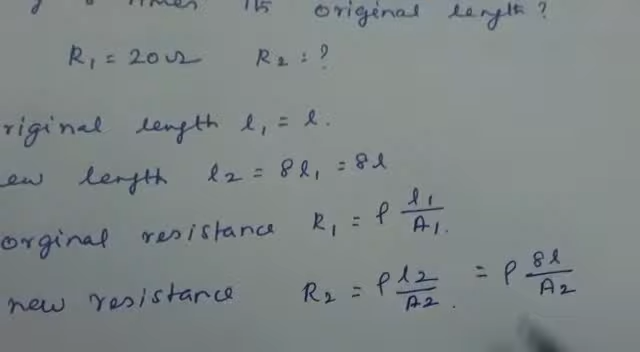 times its original length?
R₁ = 20Ω R₂ = ?
riginal length l₁ = l.
ew length l₂ = 8l₁ = 8l
orginal resistance R₁ = ρ l₁/A₁.
new resistance R₂ = ρ l₂/A₂. = ρ 8l/A₂